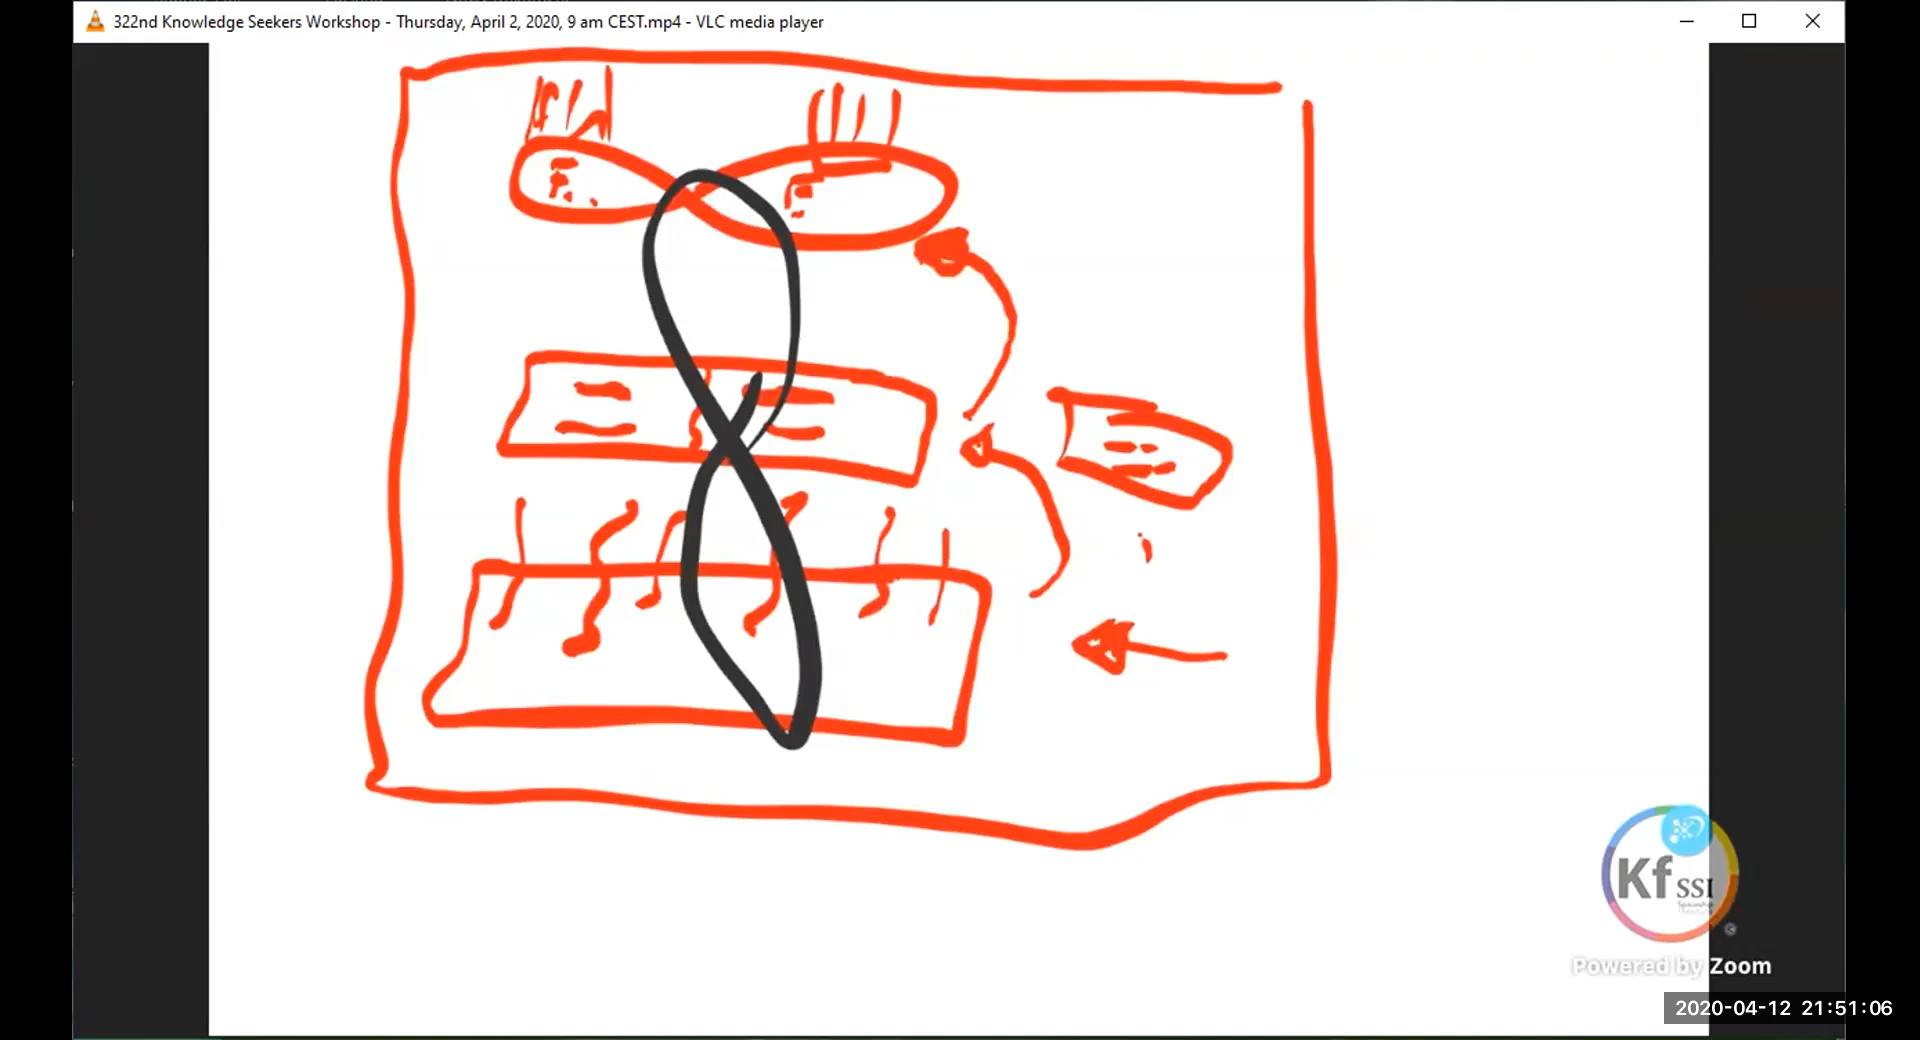 322nd Knowledge Seekers Workshop - Thursday, April 2, 2020, 9 am CEST.mp4 - VLC media player
Kf SSI
Powered by Zoom
2020-04-12 21:51:06